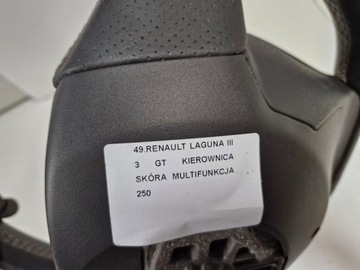 49.RENAULT LAGUNA III
3 GT KIEROWNICA
SKÓRA MULTIFUNKCJA
250